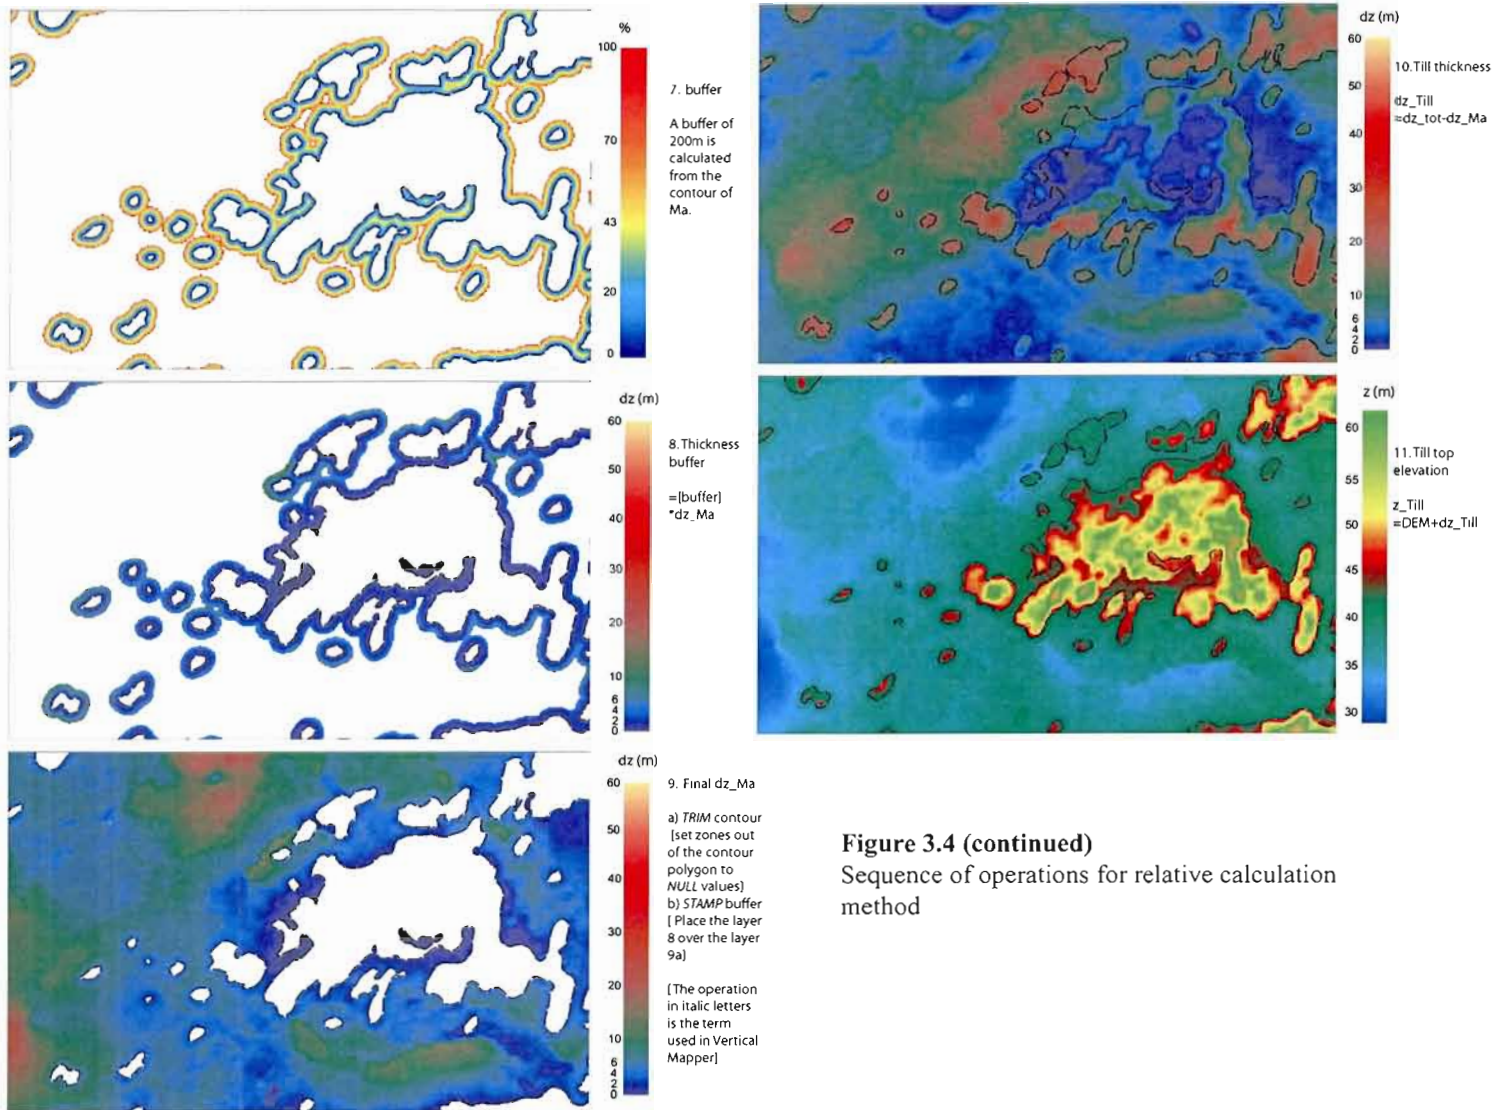 %
100
70
43
20
0
7. buffer
A buffer of
200m is
calculated
from the
contour of
Ma.
dz (m)
60
50
40
30
20
10
6
4
2
0
8.Thickness
buffer
=[buffer]
*dz_Ma
dz (m)
60
50
40
30
20
10
6
4
2
0
9. Final dz_Ma
a) TRIM contour
[set zones out
of the contour
polygon to
NULL values]
b) STAMP buffer
[ Place the layer
8 over the layer
9a]
[The operation
in italic letters
is the term
used in Vertical
Mapper]
dz (m)
60
50
40
30
20
10
6
4
2
0
10.Till thickness
dz_Till
=dz_tot-dz_Ma
z (m)
60
55
50
45
40
35
30
11.Till top
elevation
z_Till
=DEM+dz_Till
Figure 3.4 (continued)
Sequence of operations for relative calculation
method